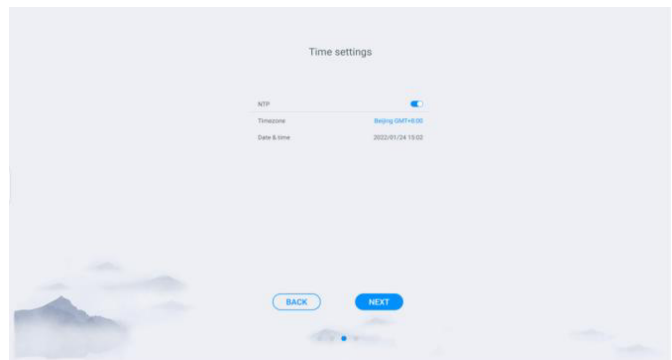 Time settings
NTP
Timezone Beijing GMT+8:00
Date & time 2022/01/24 15:02
BACK NEXT